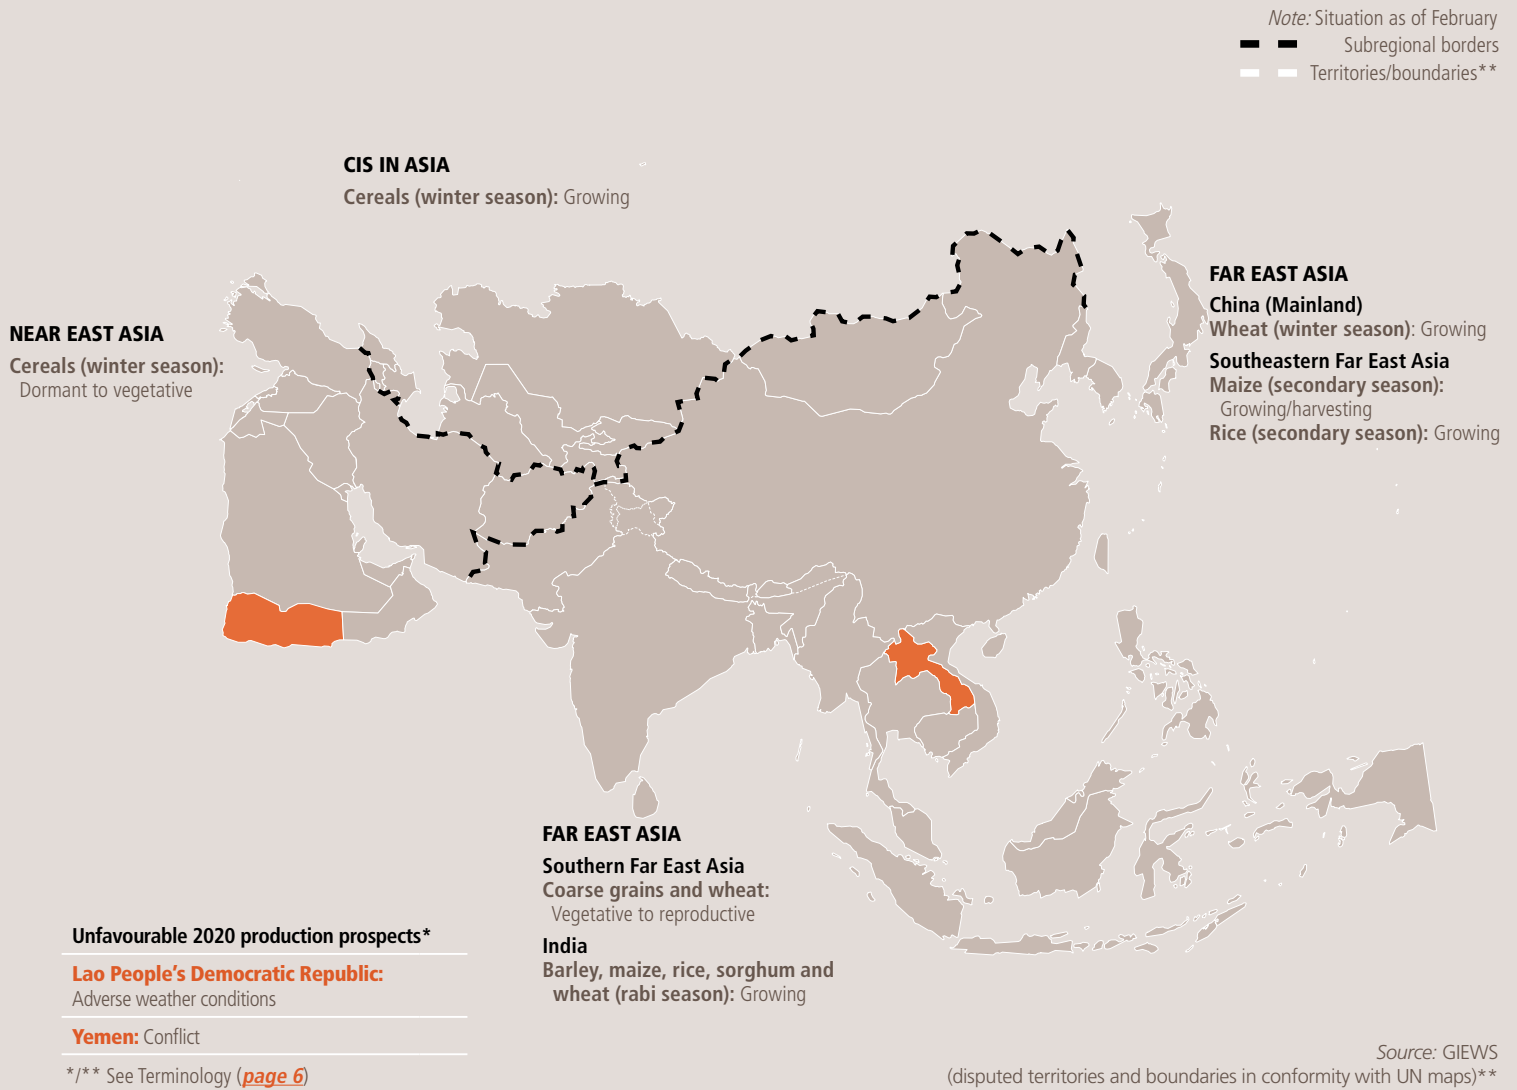 Note: Situation as of February
Subregional borders
Territories/boundaries**
CIS IN ASIA
Cereals (winter season): Growing
NEAR EAST ASIA
Cereals (winter season):
Dormant to vegetative
FAR EAST ASIA
China (Mainland)
Wheat (winter season): Growing
Southeastern Far East Asia
Maize (secondary season):
Growing/harvesting
Rice (secondary season): Growing
FAR EAST ASIA
Southern Far East Asia
Coarse grains and wheat:
Vegetative to reproductive
India
Barley, maize, rice, sorghum and
wheat (rabi season): Growing
Unfavourable 2020 production prospects*
Lao People’s Democratic Republic:
Adverse weather conditions
Yemen: Conflict
*/** See Terminology (page 6)
Source: GIEWS
(disputed territories and boundaries in conformity with UN maps)**